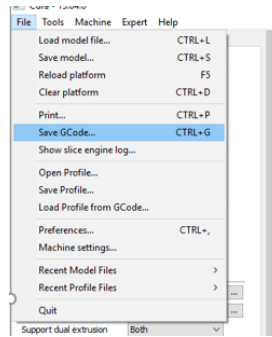 File Tools Machine Expert Help
Load model file... CTRL+L
Save model... CTRL+S
Reload platform F5
Clear platform CTRL+D
Print... CTRL+P
Save GCode... CTRL+G
Show slice engine log...
Open Profile...
Save Profile...
Load Profile from GCode...
Preferences... CTRL+,
Machine settings...
Recent Model Files >
Recent Profile Files >
...
Quit
...
Support dual extrusion Both